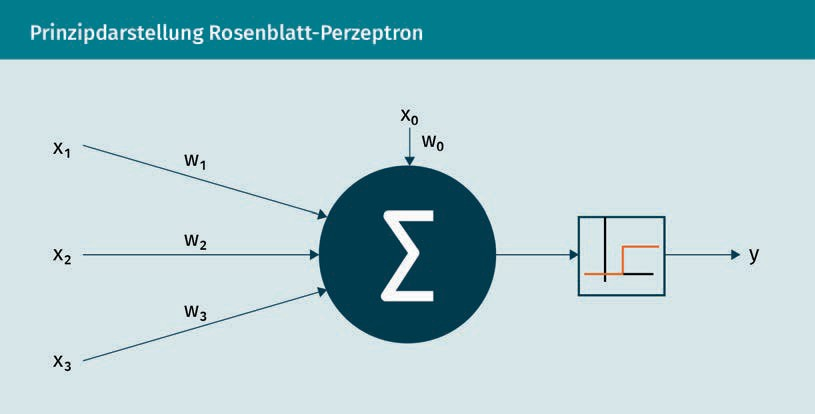 Prinzipdarstellung Rosenblatt-Perzeptron
x₀
w₀
x₁
w₁
x₂
w₂
Σ
y
w₃
x₃